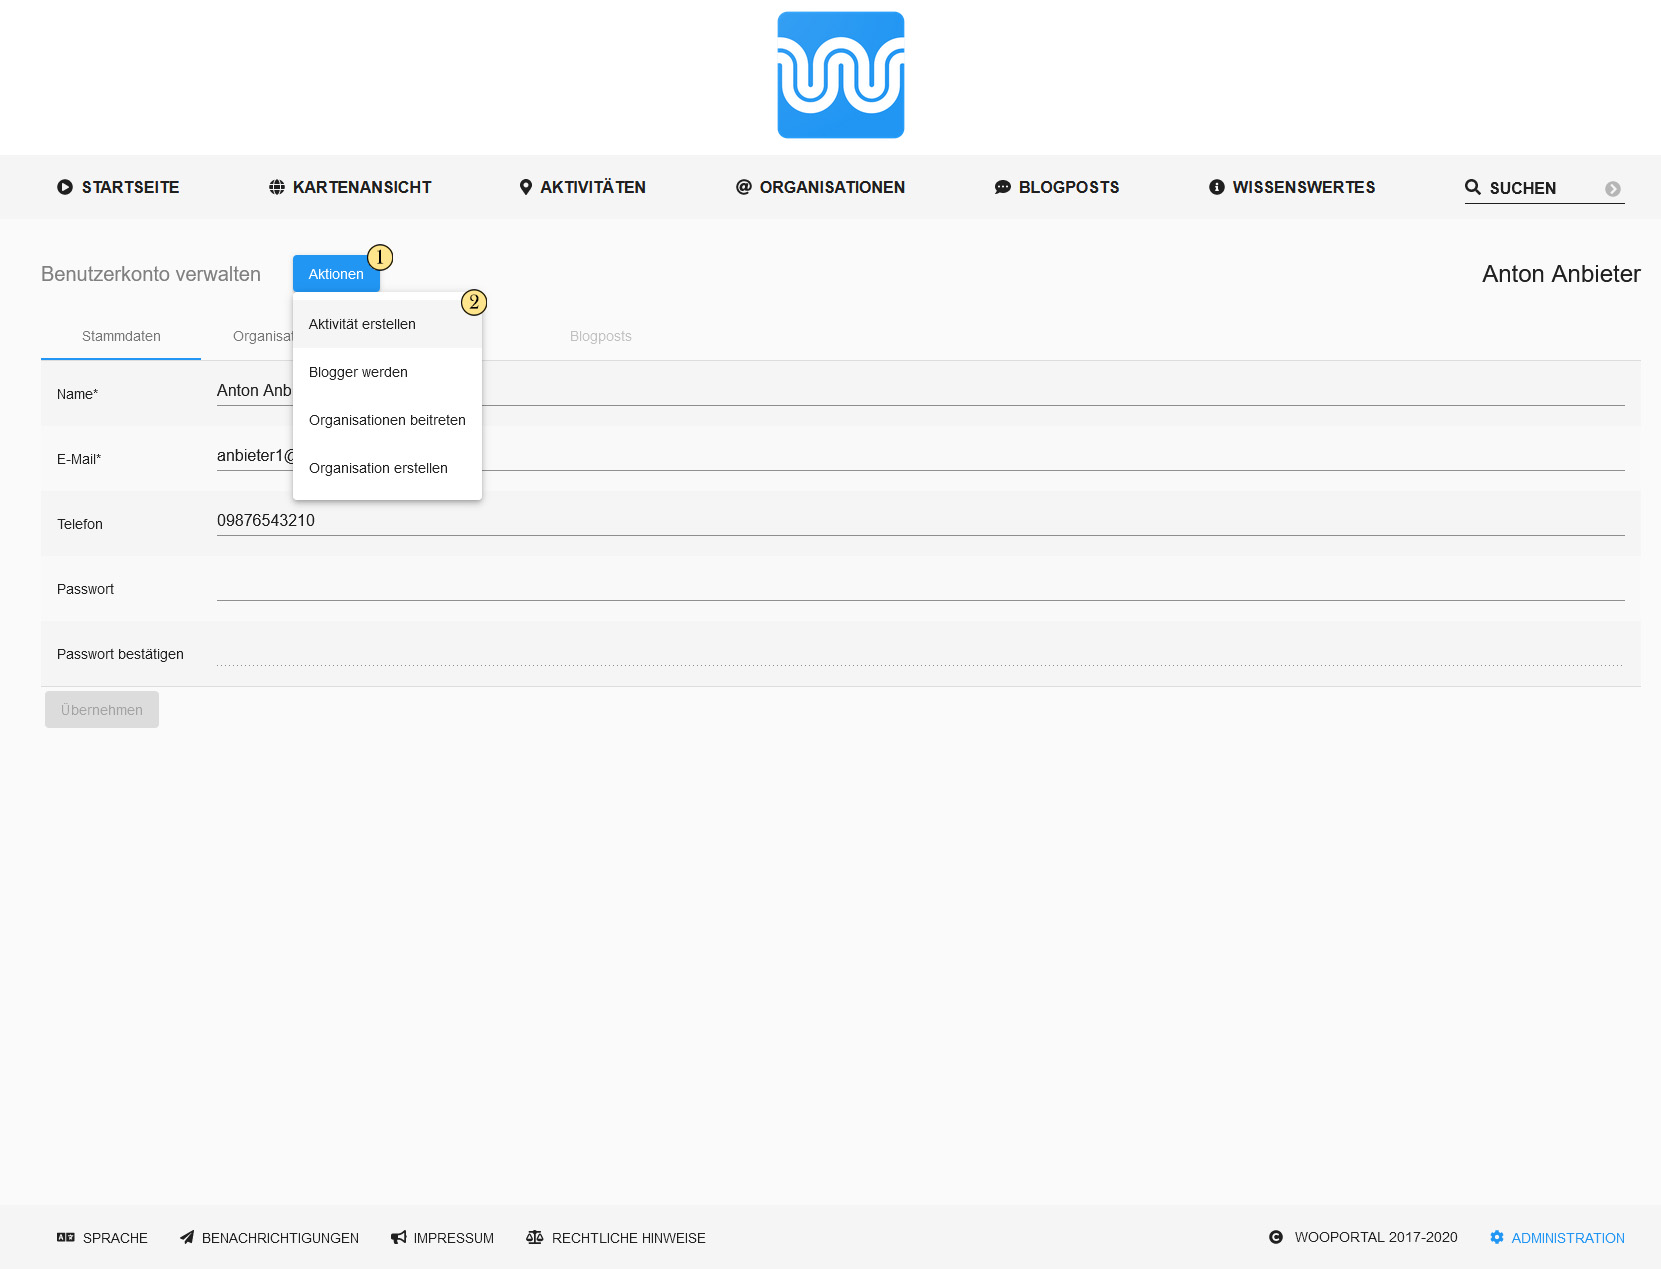 STARTSEITE KARTENANSICHT AKTIVITÄTEN ORGANISATIONEN BLOGPOSTS WISSENSWERTES SUCHEN
Benutzerkonto verwalten Aktionen 1 Anton Anbieter
2
Aktivität erstellen
Stammdaten Organisat Blogposts
Blogger werden
Name* Anton Anb
Organisationen beitreten
E-Mail* anbieter1@
Organisation erstellen
Telefon 09876543210
Passwort
Passwort bestätigen
Übernehmen
SPRACHE BENACHRICHTIGUNGEN IMPRESSUM RECHTLICHE HINWEISE WOOPORTAL 2017-2020 ADMINISTRATION